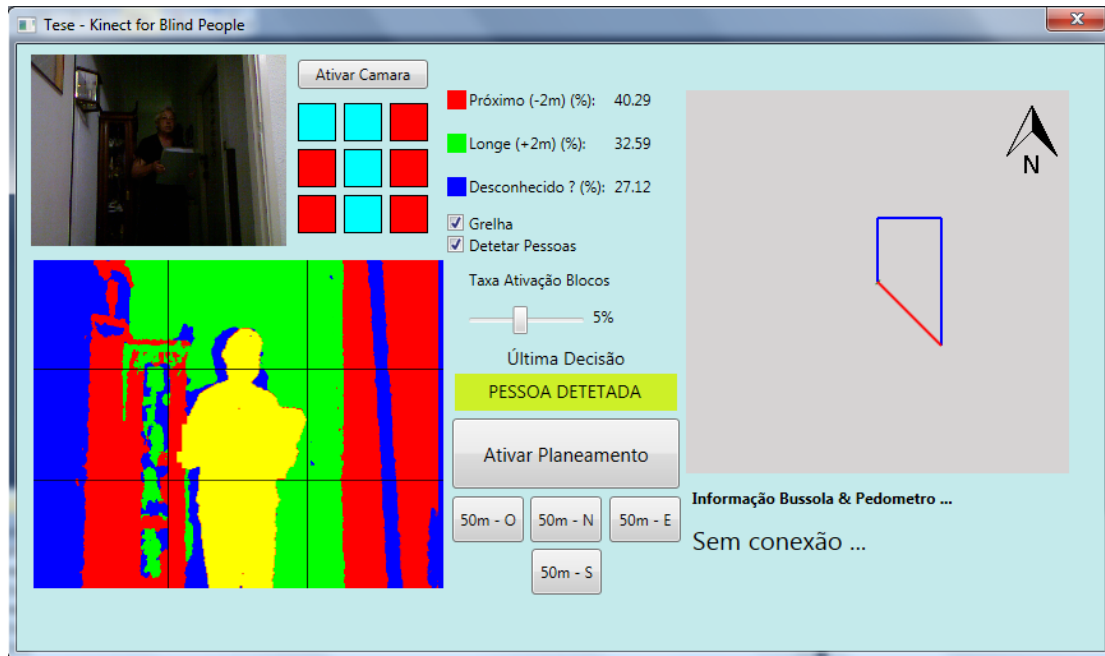 Tese - Kinect for Blind People
Ativar Camara
Próximo (-2m) (%): 40.29
Longe (+2m) (%): 32.59
Desconhecido ? (%): 27.12
Grelha
Detetar Pessoas
Taxa Ativação Blocos
5%
Última Decisão
PESSOA DETETADA
Ativar Planeamento
50m - O 50m - N 50m - E
50m - S
N
Informação Bussola & Pedometro ...
Sem conexão ...